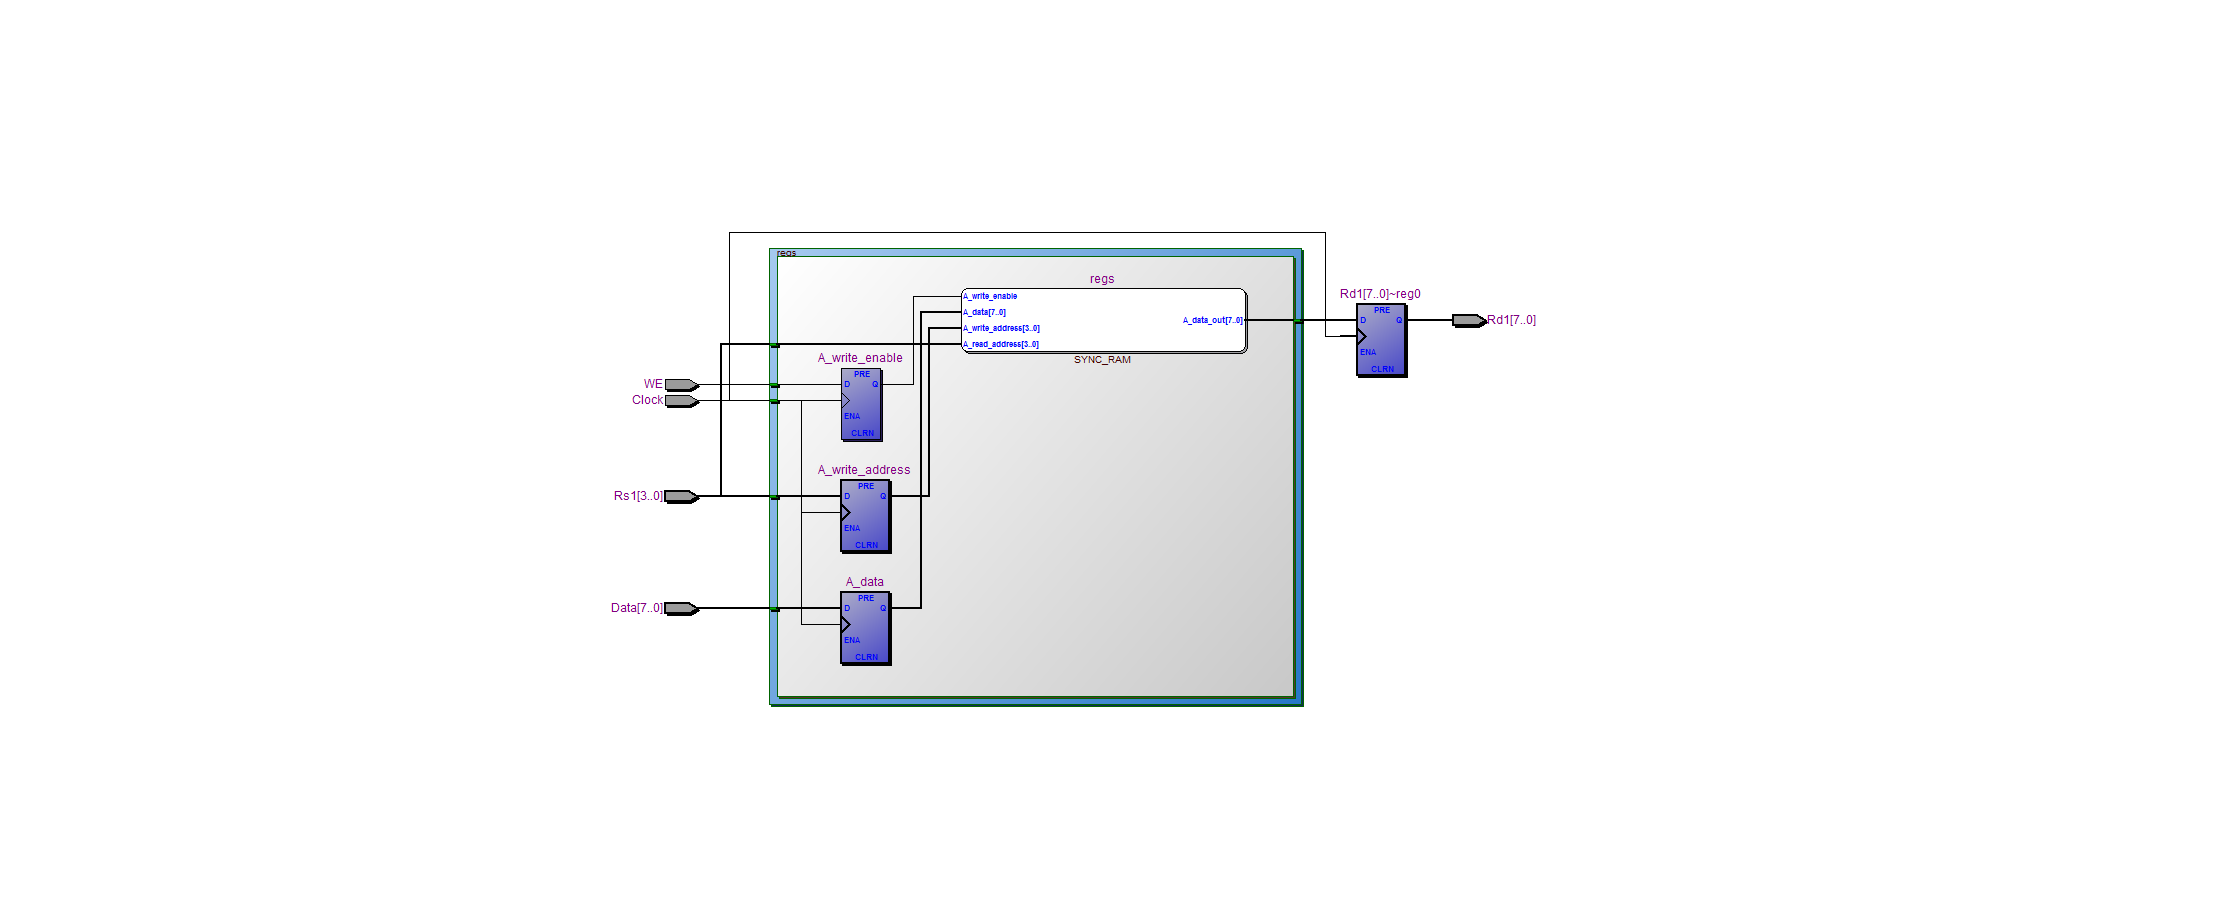 regs
regs
A_write_enable
A_data[7..0]
A_write_address[3..0]
A_read_address[3..0]
A_data_out[7..0]
SYNC_RAM
Rd1[7..0]~reg0
PRE
D Q
ENA
CLRN
Rd1[7..0]
WE
Clock
A_write_enable
PRE
D Q
ENA
CLRN
Rs1[3..0]
A_write_address
PRE
D Q
ENA
CLRN
Data[7..0]
A_data
PRE
D Q
ENA
CLRN